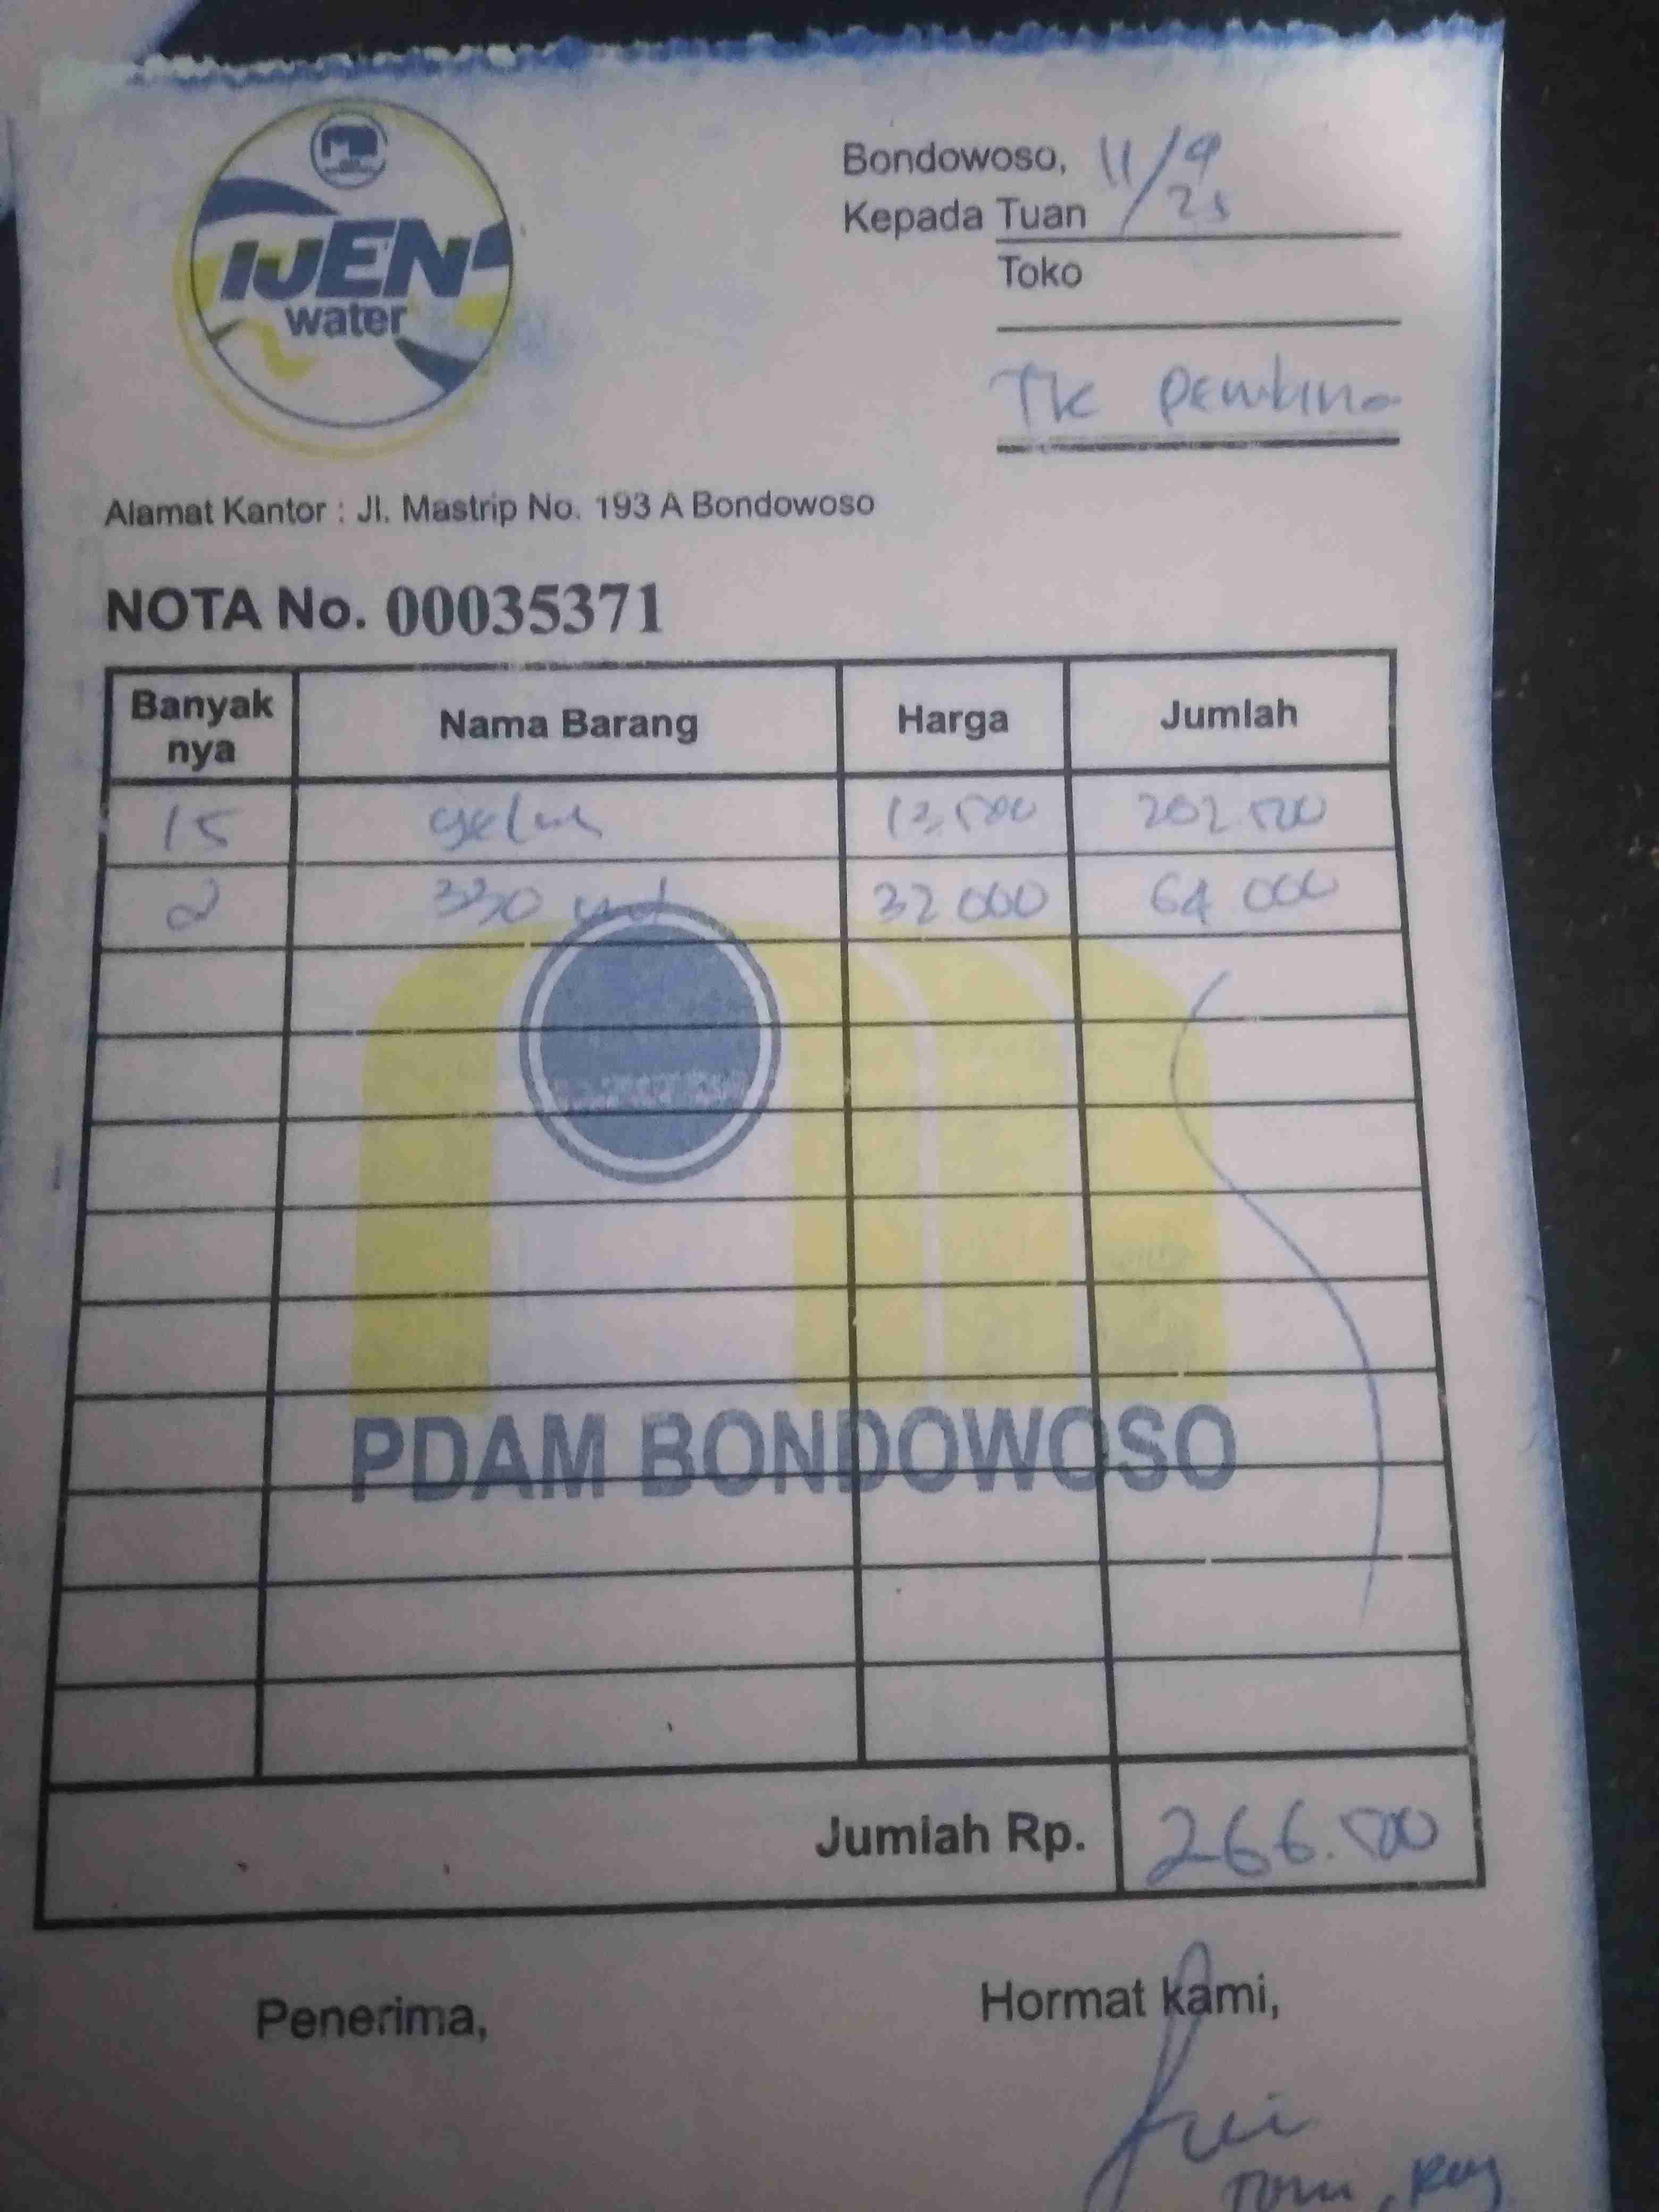 IJEN
water
Bondowoso, 11/9
Kepada Tuan /25
Toko
TK Pembina
Alamat Kantor : Jl. Mastrip No. 193 A Bondowoso
NOTA No. 00035371
Banyak nya Nama Barang Harga Jumlah
15 gelas 13.500 202.500
2 330 ml 32 000 64 000
PDAM BONDOWOSO
Jumlah Rp. 266.500
Penerima, Hormat kami,